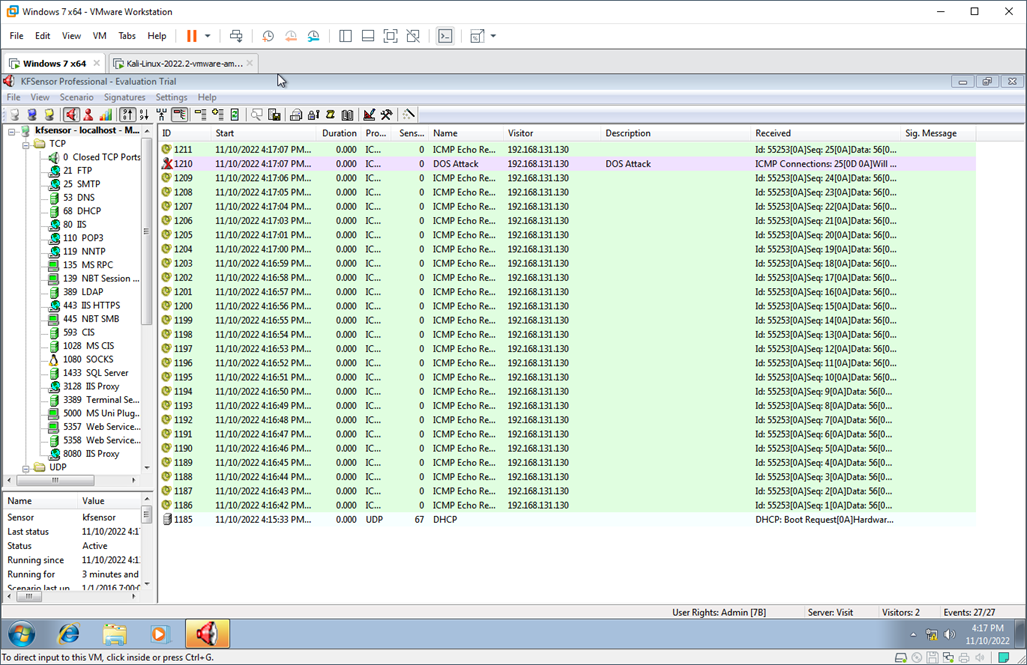 Windows 7 x64 - VMware Workstation
File Edit View VM Tabs Help
Windows 7 x64 Kali-Linux-2022.2-vmware-am...
KFSensor Professional - Evaluation Trial
File View Scenario Signatures Settings Help
kfsensor - localhost - M...
TCP
0 Closed TCP Ports
21 FTP
25 SMTP
53 DNS
68 DHCP
80 IIS
110 POP3
119 NNTP
135 MS RPC
139 NBT Session ...
389 LDAP
443 IIS HTTPS
445 NBT SMB
593 CIS
1028 MS CIS
1080 SOCKS
1433 SQL Server
3128 IIS Proxy
3389 Terminal Se...
5000 MS Uni Plug...
5357 Web Service...
5358 Web Service...
8080 IIS Proxy
UDP
Name Value
Sensor kfsensor
Last status 11/10/2022 4:1
Status Active
Running since 11/10/2022 4:1
Running for 3 minutes and
Scenario last up 1/1/2016 7:00:0
ID Start Duration Pro... Sens... Name Visitor Description Received Sig. Message
1211 11/10/2022 4:17:07 PM... 0.000 IC... 0 ICMP Echo Re... 192.168.131.130 Id: 55253[0A]Seq: 25[0A]Data: 56[0...
1210 11/10/2022 4:17:07 PM... 0.000 IC... 0 DOS Attack 192.168.131.130 DOS Attack ICMP Connections: 25[0D 0A]Will ...
1209 11/10/2022 4:17:06 PM... 0.000 IC... 0 ICMP Echo Re... 192.168.131.130 Id: 55253[0A]Seq: 24[0A]Data: 56[0...
1208 11/10/2022 4:17:05 PM... 0.000 IC... 0 ICMP Echo Re... 192.168.131.130 Id: 55253[0A]Seq: 23[0A]Data: 56[0...
1207 11/10/2022 4:17:04 PM... 0.000 IC... 0 ICMP Echo Re... 192.168.131.130 Id: 55253[0A]Seq: 22[0A]Data: 56[0...
1206 11/10/2022 4:17:03 PM... 0.000 IC... 0 ICMP Echo Re... 192.168.131.130 Id: 55253[0A]Seq: 21[0A]Data: 56[0...
1205 11/10/2022 4:17:01 PM... 0.000 IC... 0 ICMP Echo Re... 192.168.131.130 Id: 55253[0A]Seq: 20[0A]Data: 56[0...
1204 11/10/2022 4:17:00 PM... 0.000 IC... 0 ICMP Echo Re... 192.168.131.130 Id: 55253[0A]Seq: 19[0A]Data: 56[0...
1203 11/10/2022 4:16:59 PM... 0.000 IC... 0 ICMP Echo Re... 192.168.131.130 Id: 55253[0A]Seq: 18[0A]Data: 56[0...
1202 11/10/2022 4:16:58 PM... 0.000 IC... 0 ICMP Echo Re... 192.168.131.130 Id: 55253[0A]Seq: 17[0A]Data: 56[0...
1201 11/10/2022 4:16:57 PM... 0.000 IC... 0 ICMP Echo Re... 192.168.131.130 Id: 55253[0A]Seq: 16[0A]Data: 56[0...
1200 11/10/2022 4:16:56 PM... 0.000 IC... 0 ICMP Echo Re... 192.168.131.130 Id: 55253[0A]Seq: 15[0A]Data: 56[0...
1199 11/10/2022 4:16:55 PM... 0.000 IC... 0 ICMP Echo Re... 192.168.131.130 Id: 55253[0A]Seq: 14[0A]Data: 56[0...
1198 11/10/2022 4:16:54 PM... 0.000 IC... 0 ICMP Echo Re... 192.168.131.130 Id: 55253[0A]Seq: 13[0A]Data: 56[0...
1197 11/10/2022 4:16:53 PM... 0.000 IC... 0 ICMP Echo Re... 192.168.131.130 Id: 55253[0A]Seq: 12[0A]Data: 56[0...
1196 11/10/2022 4:16:52 PM... 0.000 IC... 0 ICMP Echo Re... 192.168.131.130 Id: 55253[0A]Seq: 11[0A]Data: 56[0...
1195 11/10/2022 4:16:51 PM... 0.000 IC... 0 ICMP Echo Re... 192.168.131.130 Id: 55253[0A]Seq: 10[0A]Data: 56[0...
1194 11/10/2022 4:16:50 PM... 0.000 IC... 0 ICMP Echo Re... 192.168.131.130 Id: 55253[0A]Seq: 9[0A]Data: 56[0A...
1193 11/10/2022 4:16:49 PM... 0.000 IC... 0 ICMP Echo Re... 192.168.131.130 Id: 55253[0A]Seq: 8[0A]Data: 56[0A...
1192 11/10/2022 4:16:48 PM... 0.000 IC... 0 ICMP Echo Re... 192.168.131.130 Id: 55253[0A]Seq: 7[0A]Data: 56[0A...
1191 11/10/2022 4:16:47 PM... 0.000 IC... 0 ICMP Echo Re... 192.168.131.130 Id: 55253[0A]Seq: 6[0A]Data: 56[0A...
1190 11/10/2022 4:16:46 PM... 0.000 IC... 0 ICMP Echo Re... 192.168.131.130 Id: 55253[0A]Seq: 5[0A]Data: 56[0A...
1189 11/10/2022 4:16:45 PM... 0.000 IC... 0 ICMP Echo Re... 192.168.131.130 Id: 55253[0A]Seq: 4[0A]Data: 56[0A...
1188 11/10/2022 4:16:44 PM... 0.000 IC... 0 ICMP Echo Re... 192.168.131.130 Id: 55253[0A]Seq: 3[0A]Data: 56[0A...
1187 11/10/2022 4:16:43 PM... 0.000 IC... 0 ICMP Echo Re... 192.168.131.130 Id: 55253[0A]Seq: 2[0A]Data: 56[0A...
1186 11/10/2022 4:16:42 PM... 0.000 IC... 0 ICMP Echo Re... 192.168.131.130 Id: 55253[0A]Seq: 1[0A]Data: 56[0A...
1185 11/10/2022 4:15:33 PM... 0.000 UDP 67 DHCP DHCP: Boot Request[0A]Hardwar...
User Rights: Admin [7B] Server: Visit Visitors: 2 Events: 27/27
4:17 PM
11/10/2022
To direct input to this VM, click inside or press Ctrl+G.